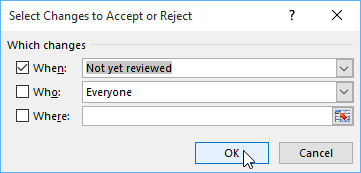 Select Changes to Accept or Reject
Which changes
When: Not yet reviewed
Who: Everyone
Where:
OK Cancel